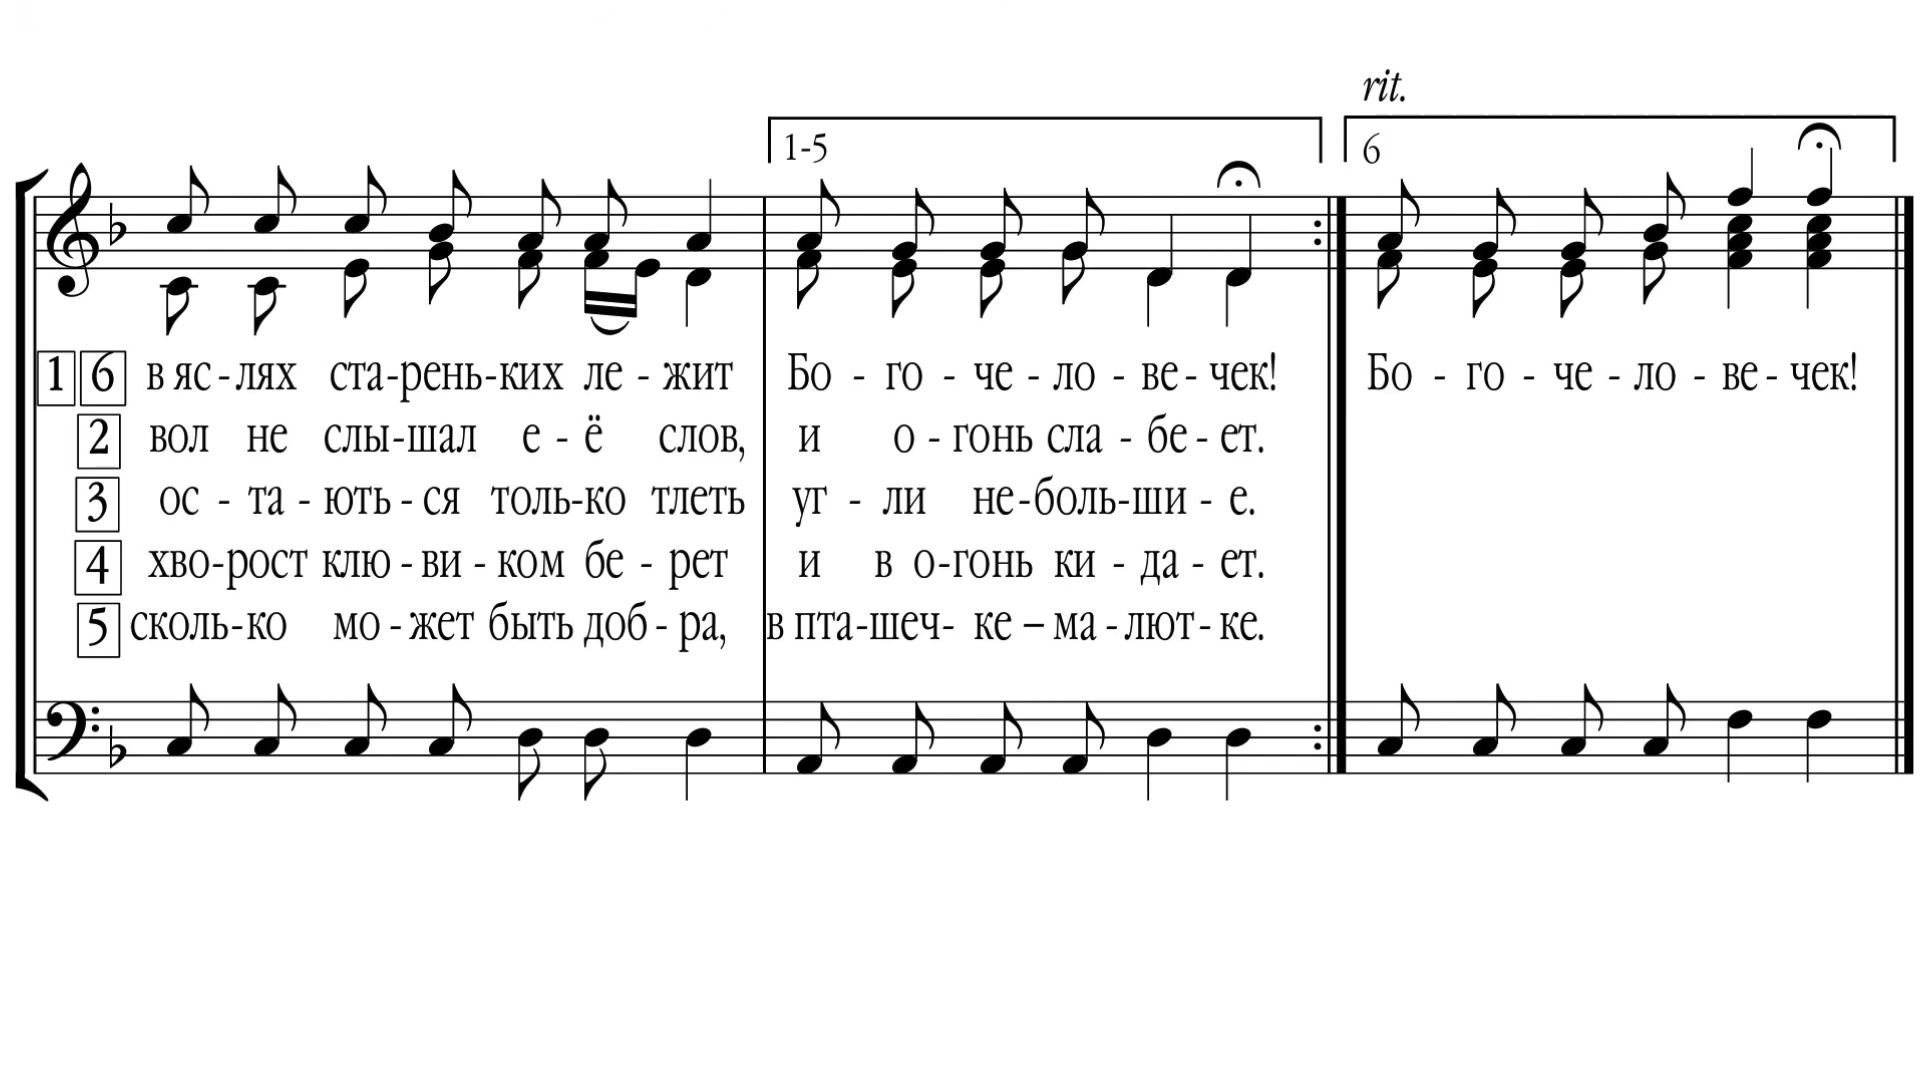 rit.
1-5 6
1 6 в яс - лях ста-рень-ких ле - жит Бо - го - че - ло - ве - чек! Бо - го - че - ло - ве - чек!
2 вол не слы-шал е - ё слов, и о - гонь сла - бе - ет.
3 ос - та - ють - ся толь-ко тлеть уг - ли не-боль-ши - е.
4 хво-рост клю - ви - ком бе - рет и в о-гонь ки - да - ет.
5 сколь-ко мо - жет быть доб - ра, в пта-шеч- ке – ма - лют - ке.